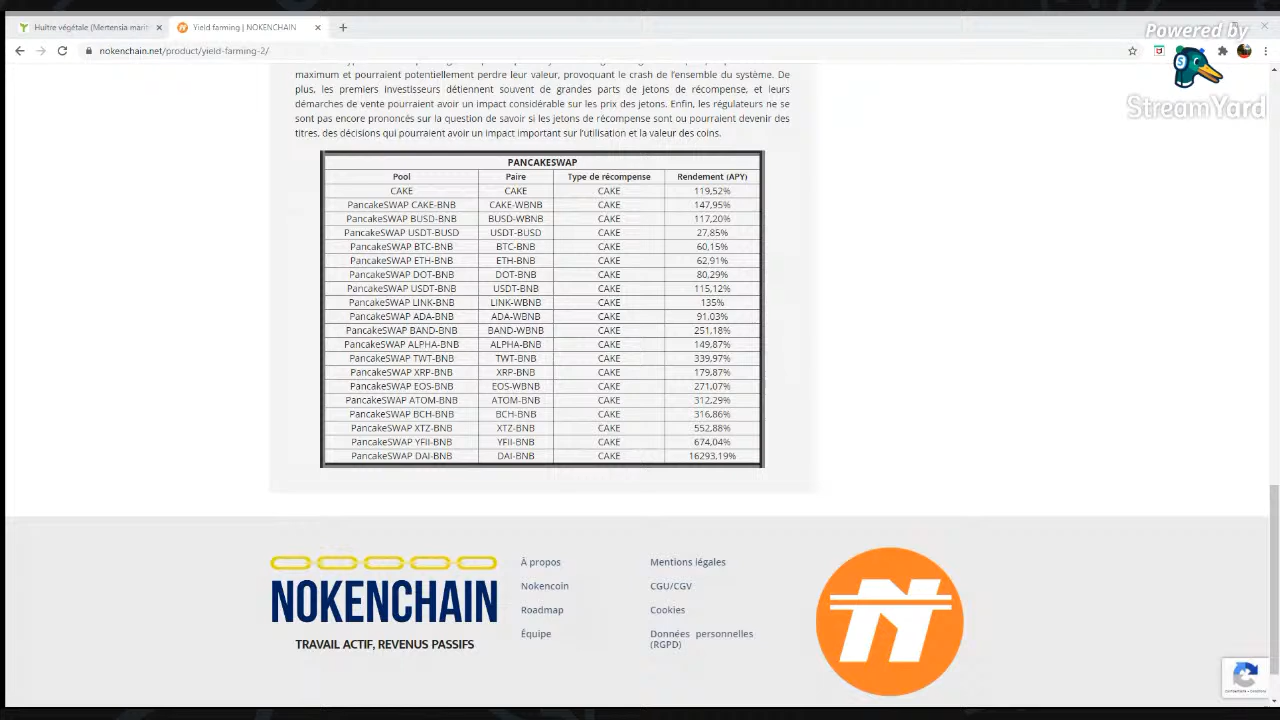 Huître végétale (Mertensia marit
Yield farming | NOKENCHAIN
nokenchain.net/product/yield-farming-2/
Powered by
S
StreamYard
maximum et pourraient potentiellement perdre leur valeur, provoquant le crash de l'ensemble du système. De
plus, les premiers investisseurs détiennent souvent de grandes parts de jetons de récompense, et leurs
démarches de vente pourraient avoir un impact considérable sur les prix des jetons. Enfin, les régulateurs ne se
sont pas encore prononcés sur la question de savoir si les jetons de récompense sont ou pourraient devenir des
titres, des décisions qui pourraient avoir un impact important sur l'utilisation et la valeur des coins.
PANCAKESWAP
Pool Paire Type de récompense Rendement (APY)
CAKE CAKE CAKE 119,52%
PancakeSWAP CAKE-BNB CAKE-WBNB CAKE 147,95%
PancakeSWAP BUSD-BNB BUSD-WBNB CAKE 117,20%
PancakeSWAP USDT-BUSD USDT-BUSD CAKE 27,85%
PancakeSWAP BTC-BNB BTC-BNB CAKE 60,15%
PancakeSWAP ETH-BNB ETH-BNB CAKE 62,91%
PancakeSWAP DOT-BNB DOT-BNB CAKE 80,29%
PancakeSWAP USDT-BNB USDT-BNB CAKE 115,12%
PancakeSWAP LINK-BNB LINK-WBNB CAKE 135%
PancakeSWAP ADA-BNB ADA-WBNB CAKE 91,03%
PancakeSWAP BAND-BNB BAND-WBNB CAKE 251,18%
PancakeSWAP ALPHA-BNB ALPHA-BNB CAKE 149,87%
PancakeSWAP TWT-BNB TWT-BNB CAKE 339,97%
PancakeSWAP XRP-BNB XRP-BNB CAKE 179,87%
PancakeSWAP EOS-BNB EOS-WBNB CAKE 271,07%
PancakeSWAP ATOM-BNB ATOM-BNB CAKE 312,29%
PancakeSWAP BCH-BNB BCH-BNB CAKE 316,86%
PancakeSWAP XTZ-BNB XTZ-BNB CAKE 552,88%
PancakeSWAP YFII-BNB YFII-BNB CAKE 674,04%
PancakeSWAP DAI-BNB DAI-BNB CAKE 16293,19%
NOKENCHAIN
TRAVAIL ACTIF, REVENUS PASSIFS
À propos
Nokencoin
Roadmap
Équipe
Mentions légales
CGU/CGV
Cookies
Données personnelles
(RGPD)
N